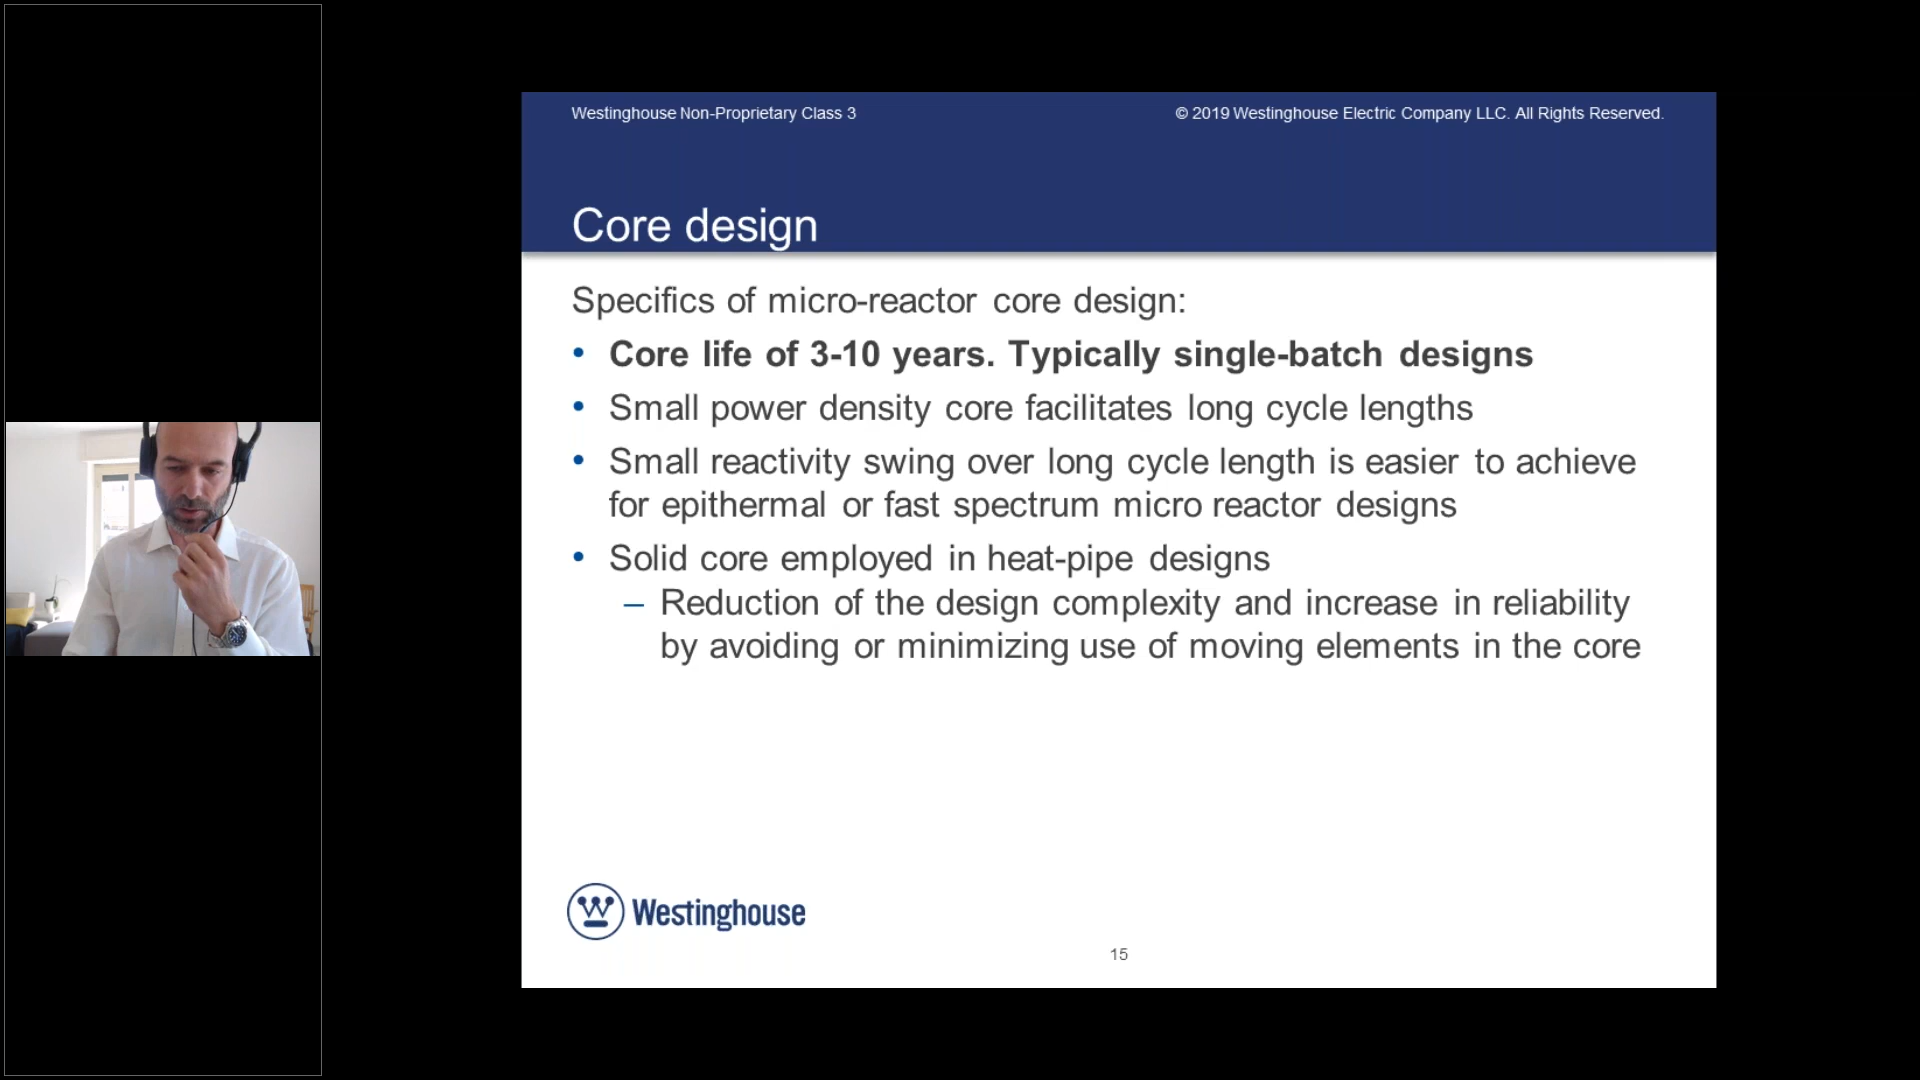 Westinghouse Non-Proprietary Class 3
© 2019 Westinghouse Electric Company LLC. All Rights Reserved.
Core design
Specifics of micro-reactor core design:
• Core life of 3-10 years. Typically single-batch designs
• Small power density core facilitates long cycle lengths
• Small reactivity swing over long cycle length is easier to achieve
for epithermal or fast spectrum micro reactor designs
• Solid core employed in heat-pipe designs
– Reduction of the design complexity and increase in reliability
by avoiding or minimizing use of moving elements in the core
W Westinghouse
15